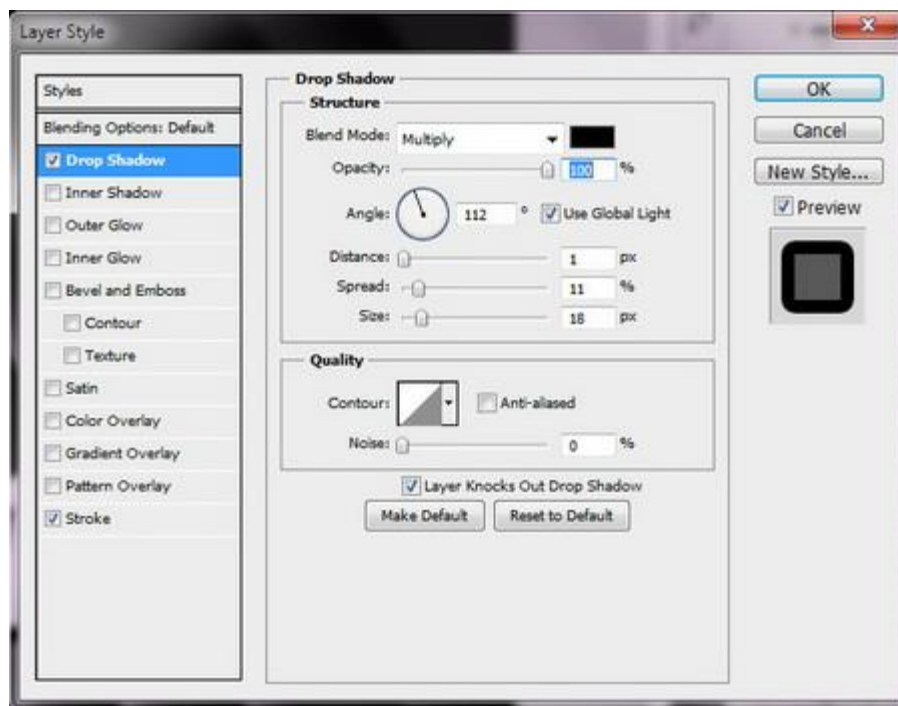 Layer Style
Styles
Blending Options: Default
Drop Shadow
Inner Shadow
Outer Glow
Inner Glow
Bevel and Emboss
Contour
Texture
Satin
Color Overlay
Gradient Overlay
Pattern Overlay
Stroke
Drop Shadow
Structure
Blend Mode: Multiply
Opacity: 100 %
Angle: 112 ° Use Global Light
Distance: 1 px
Spread: 11 %
Size: 18 px
Quality
Contour: Anti-aliased
Noise: 0 %
Layer Knocks Out Drop Shadow
Make Default Reset to Default
OK
Cancel
New Style...
Preview